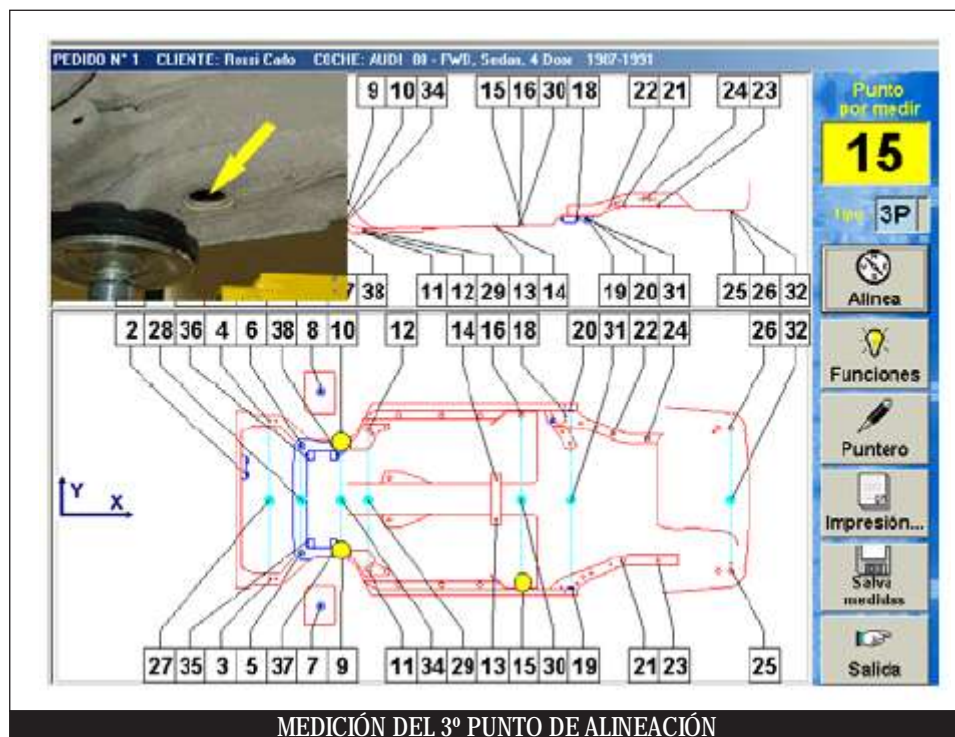 PEDIDO N° 1 CLIENTE: Rossi Carlo COCHE: AUDI 80 - FWD, Sedan, 4 Door 1987-1991
9 10 34 15 16 30 18 22 21 24 23
7 38 11 12 29 13 14 19 20 31 25 26 32
2 28 36 4 6 38 8 10 12 14 16 18 20 31 22 24 26 32
Y
X
27 35 3 5 37 7 9 11 34 29 13 15 30 19 21 23 25
Punto
por medir
15
Tipo 3P
Alinea
Funciones
Puntero
Impresión...
Salva
medidas
Salida
MEDICIÓN DEL 3º PUNTO DE ALINEACIÓN